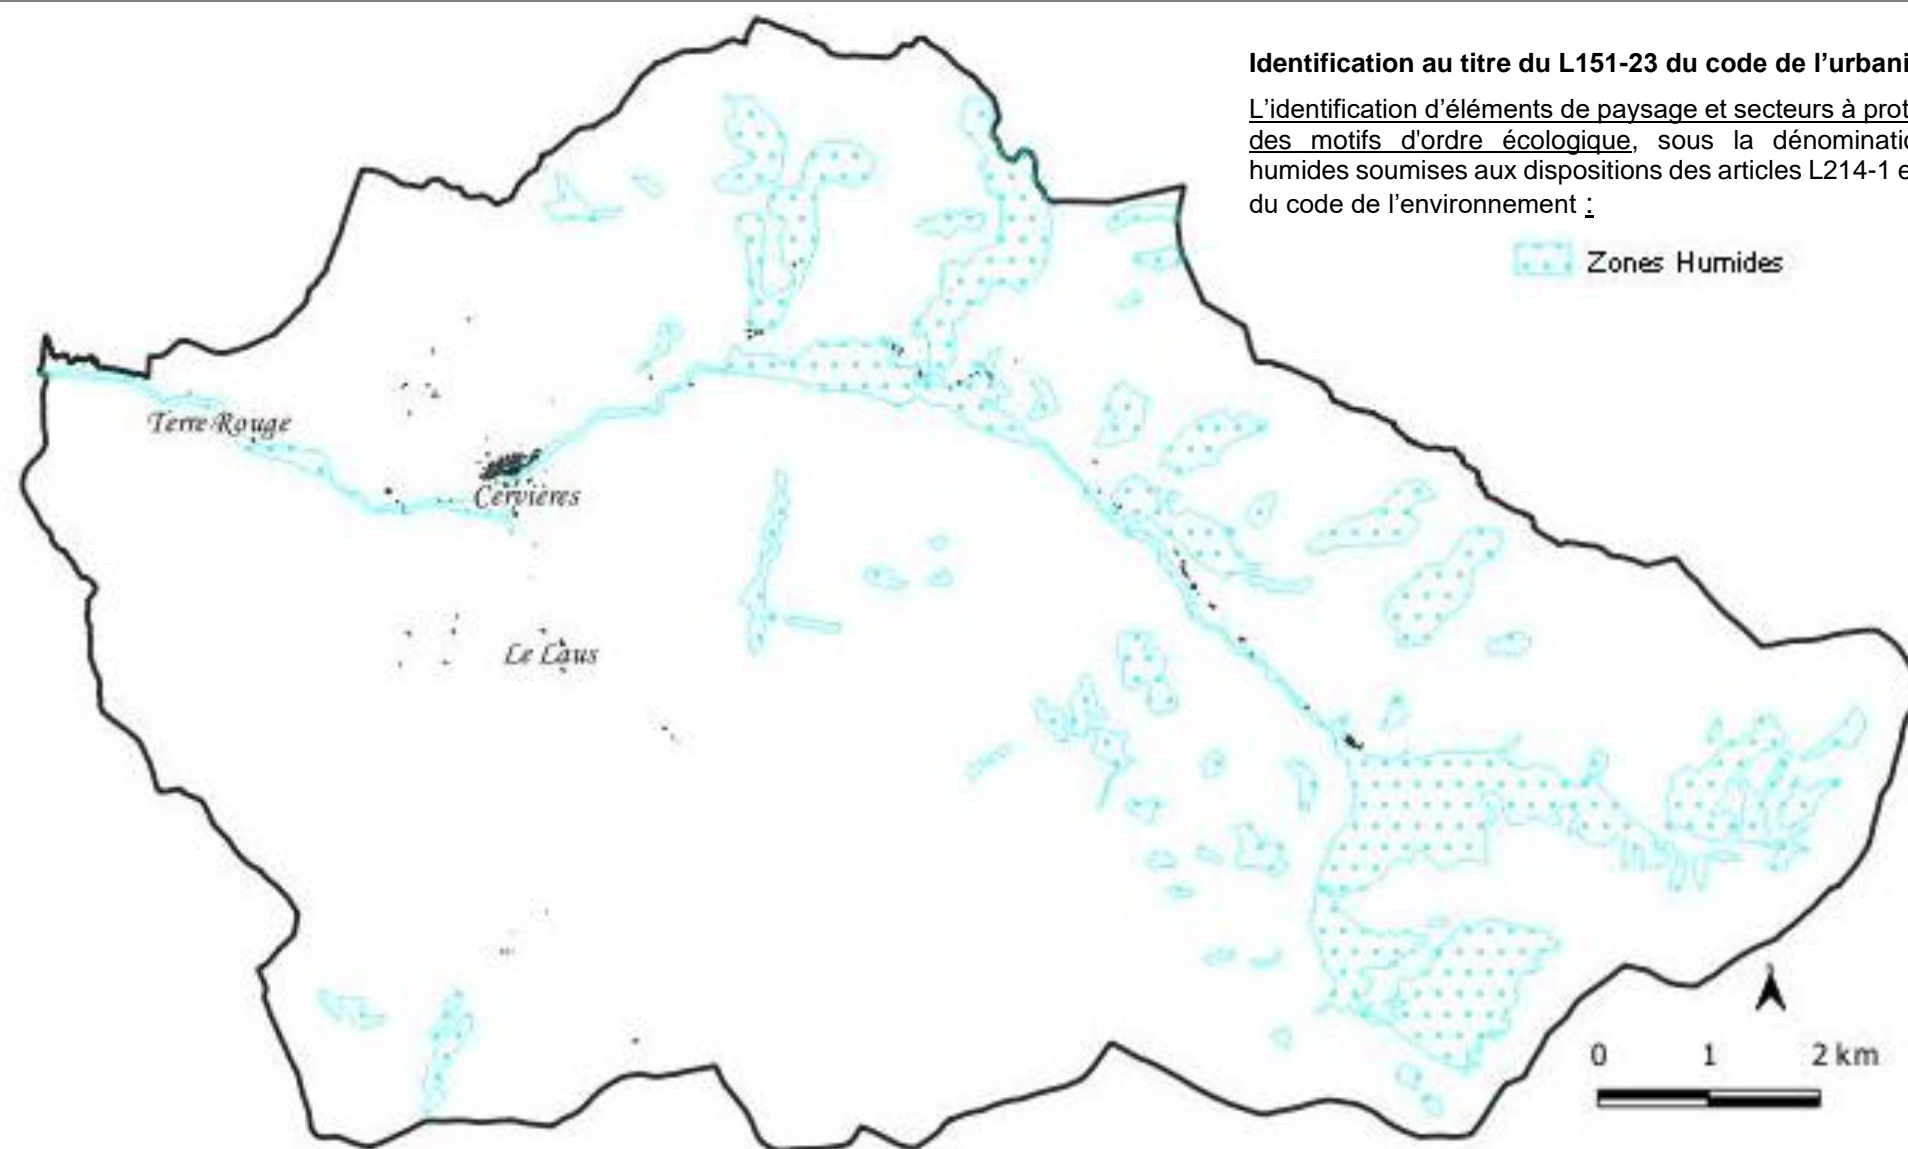 Identification au titre du L151-23 du code de l’urbani
L’identification d’éléments de paysage et secteurs à prot
des motifs d'ordre écologique, sous la dénominatio
humides soumises aux dispositions des articles L214-1 e
du code de l’environnement :
Zones Humides
Terre Rouge
Cervières
Le Laus
0 1 2 km